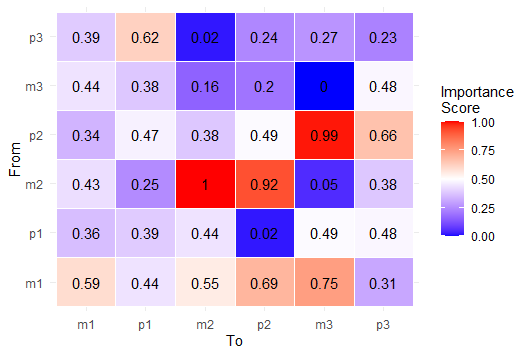 p3 0.39 0.62 0.02 0.24 0.27 0.23
m3 0.44 0.38 0.16 0.2 0 0.48
p2 0.34 0.47 0.38 0.49 0.99 0.66
m2 0.43 0.25 1 0.92 0.05 0.38
p1 0.36 0.39 0.44 0.02 0.49 0.48
m1 0.59 0.44 0.55 0.69 0.75 0.31
m1 p1 m2 p2 m3 p3
To
From
Importance
Score
1.00
0.75
0.50
0.25
0.00